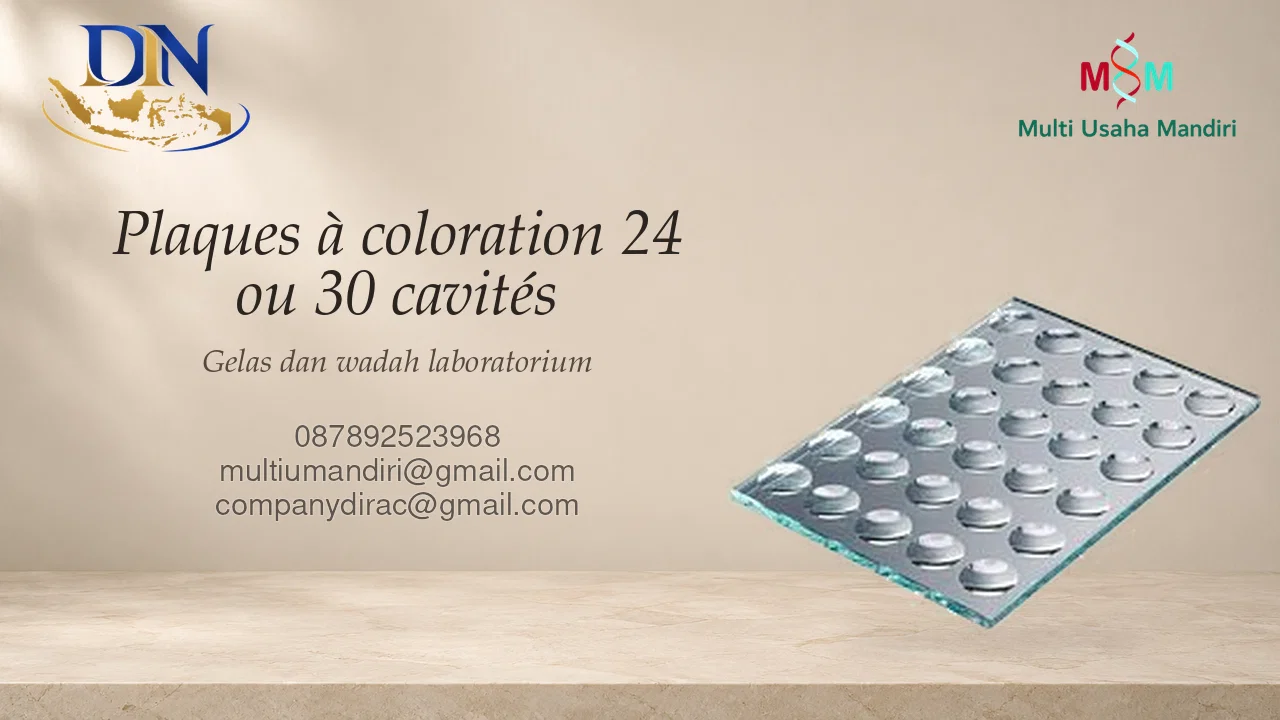 DN
M M
Multi Usaha Mandiri
Plaques à coloration 24
ou 30 cavités
Gelas dan wadah laboratorium
087892523968
multiumandiri@gmail.com
companydirac@gmail.com